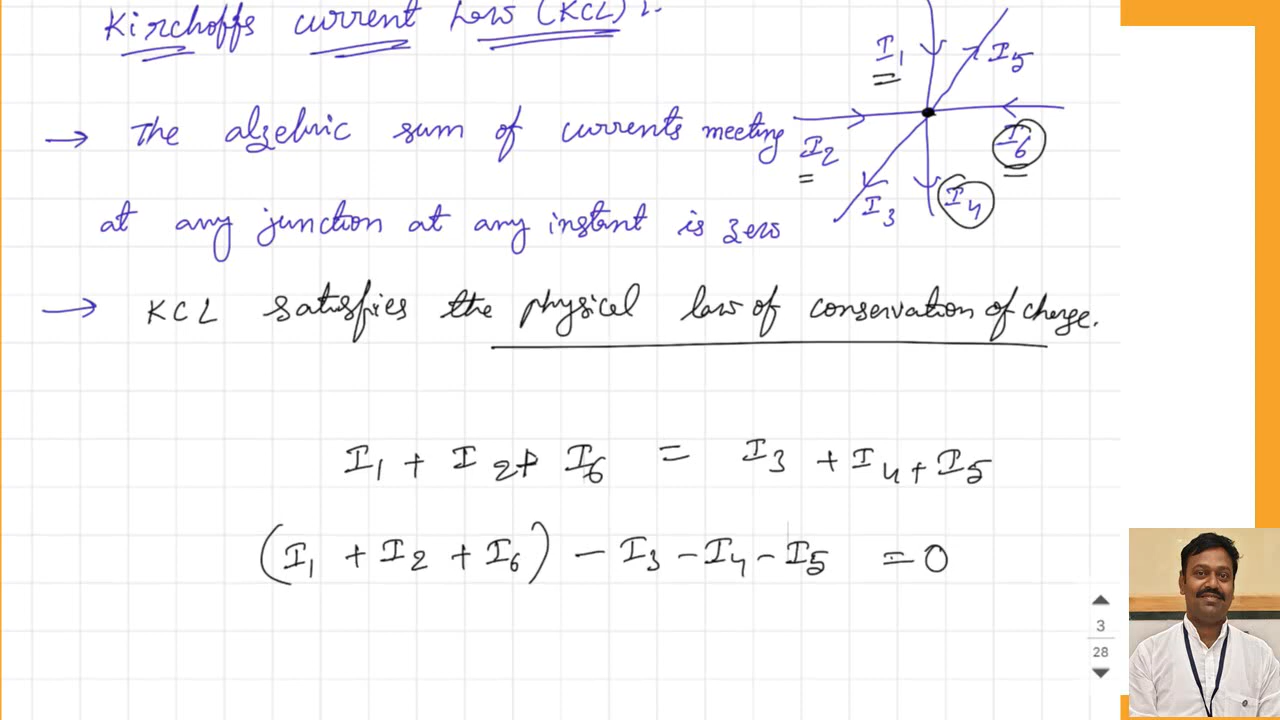 Kirchoffs current Law (KCL) :
I1
I5
→ The algebric sum of currents meeting
I2
I6
I3
I4
at any junction at any instant is zero
→ KCL satisfies the physical law of conservation of charge.
I1 + I2 + I6 = I3 + I4 + I5
(I1 + I2 + I6) - I3 - I4 - I5 = 0
3
28